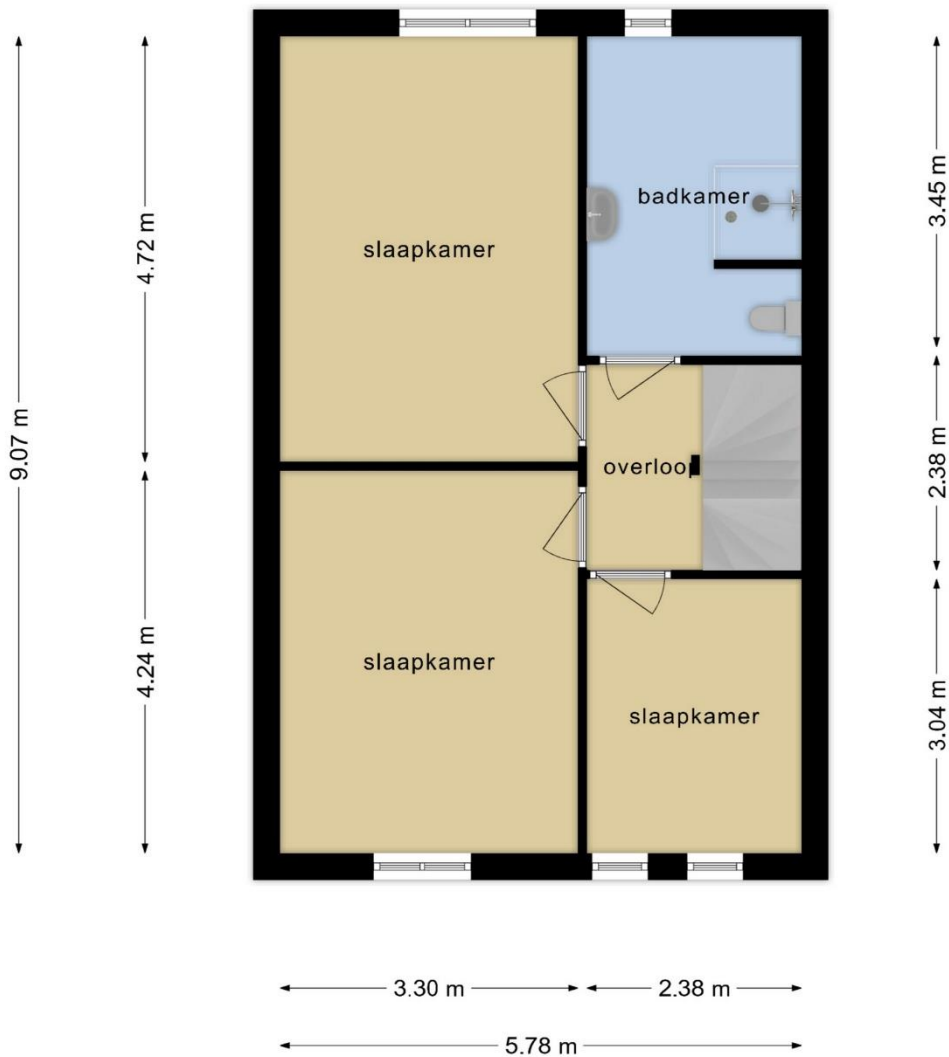 9.07 m
4.72 m
4.24 m
slaapkamer
badkamer
overloop
slaapkamer
slaapkamer
3.45 m
2.38 m
3.04 m
3.30 m
2.38 m
5.78 m